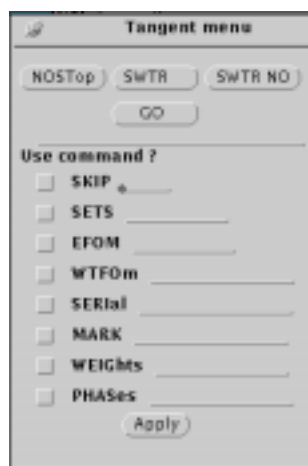 Tangent menu
NOSTop SWTR SWTR NO
GO
Use command ?
SKIP
SETS
EFOM
WTFOm
SERIal
MARK
WEIGhts
PHASes
Apply